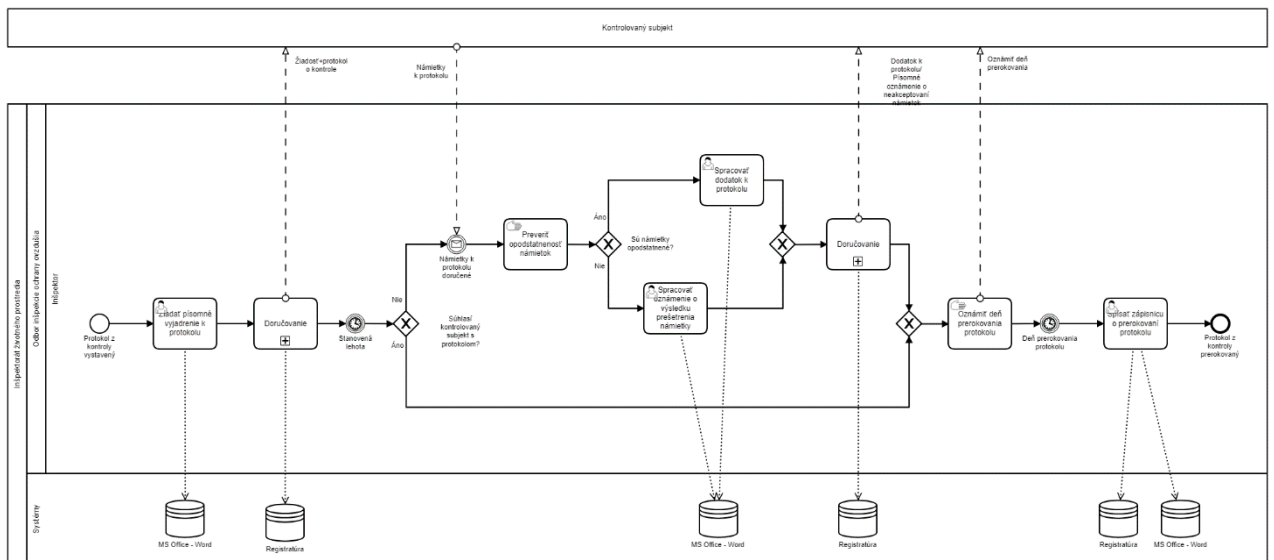 Kontrolovaný subjekt
Žiadosť+protokol
o kontrole
Námietky
k protokolu
Dodatok k
protokolu/
Písomné
oznámenie o
neakceptovaní
námietok
Oznámiť deň
prerokovania
Inšpektorát životného prostredia
Odbor inšpekcie ochrany ovzdušia
Inšpektor
Protokol z
kontroly
vystavený
Žiadať písomné
vyjadrenie k
protokolu
Doručovanie
Stanovená
lehota
Nie
Áno
Súhlasí
kontrolovaný
subjekt s
protokolom?
Námietky k
protokolu
doručené
Preveriť
opodstatnenosť
námietok
Áno
Nie
Sú námietky
opodstatnené?
Spracovať
dodatok k
protokolu
Spracovať
oznámenie o
výsledku
prešetrenia
námietky
Doručovanie
Oznámiť deň
prerokovania
protokolu
Deň prerokovania
protokolu
Spísať zápisnicu
o prerokovaní
protokolu
Protokol z
kontroly
prerokovaný
Systémy
MS Office - Word
Registratúra
MS Office - Word
Registratúra
Registratúra
MS Office - Word